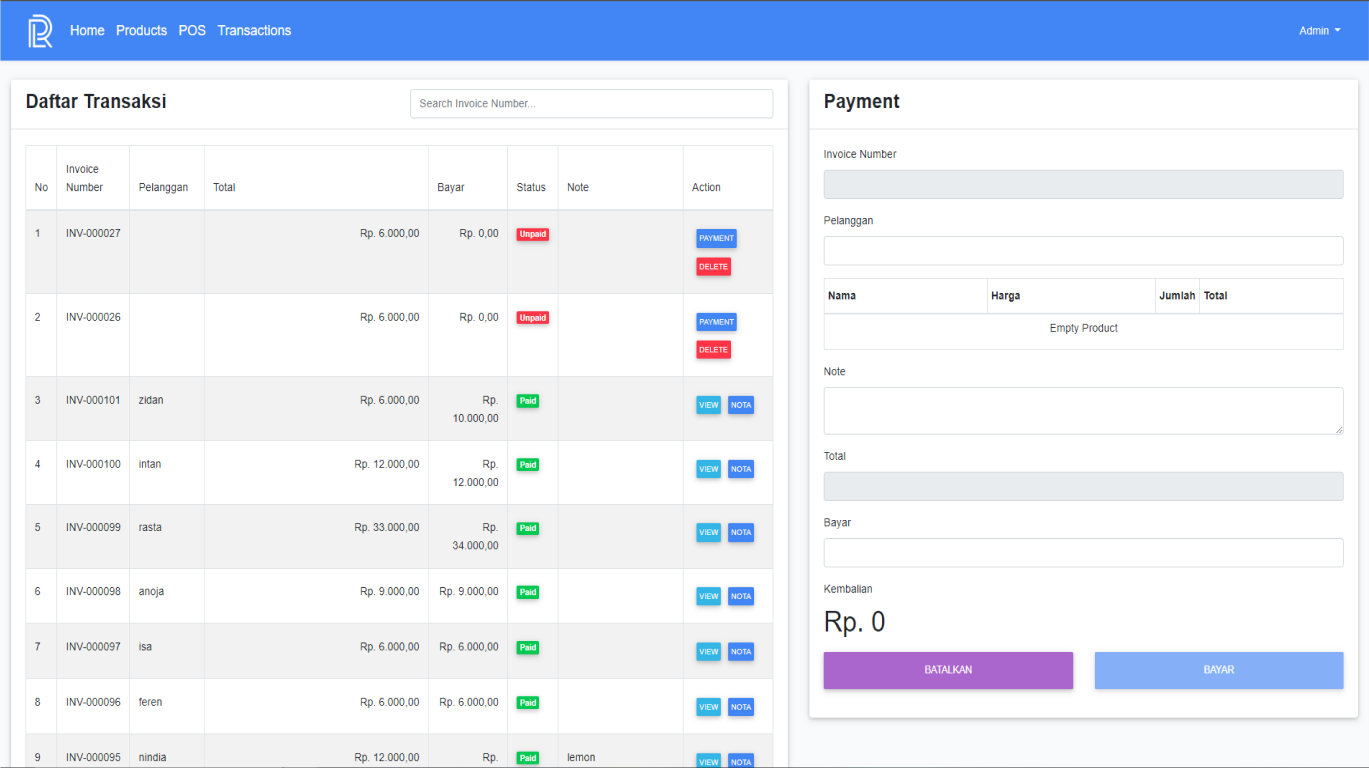 Home Products POS Transactions
Admin
Daftar Transaksi
Search Invoice Number...
No Invoice Number Pelanggan Total Bayar Status Note Action
1 INV-000027 Rp. 6.000,00 Rp. 0,00 Unpaid PAYMENT
DELETE
2 INV-000026 Rp. 6.000,00 Rp. 0,00 Unpaid PAYMENT
DELETE
3 INV-000101 zidan Rp. 6.000,00 Rp. 10.000,00 Paid VIEW NOTA
4 INV-000100 intan Rp. 12.000,00 Rp. 12.000,00 Paid VIEW NOTA
5 INV-000099 rasta Rp. 33.000,00 Rp. 34.000,00 Paid VIEW NOTA
6 INV-000098 anoja Rp. 9.000,00 Rp. 9.000,00 Paid VIEW NOTA
7 INV-000097 isa Rp. 6.000,00 Rp. 6.000,00 Paid VIEW NOTA
8 INV-000096 feren Rp. 6.000,00 Rp. 6.000,00 Paid VIEW NOTA
9 INV-000095 nindia Rp. 12.000,00 Rp. Paid lemon VIEW NOTA
Payment
Invoice Number
Pelanggan
Nama Harga Jumlah Total
Empty Product
Note
Total
Bayar
Kembalian
Rp. 0
BATALKAN BAYAR